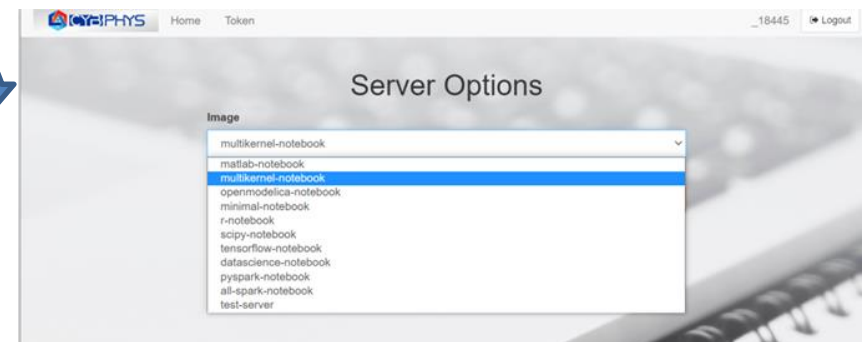 CYBPHYS Home Token _18445 Logout
Server Options
Image
multikernel-notebook
matlab-notebook
multikernel-notebook
openmodelica-notebook
minimal-notebook
r-notebook
scipy-notebook
tensorflow-notebook
datascience-notebook
pyspark-notebook
all-spark-notebook
test-server